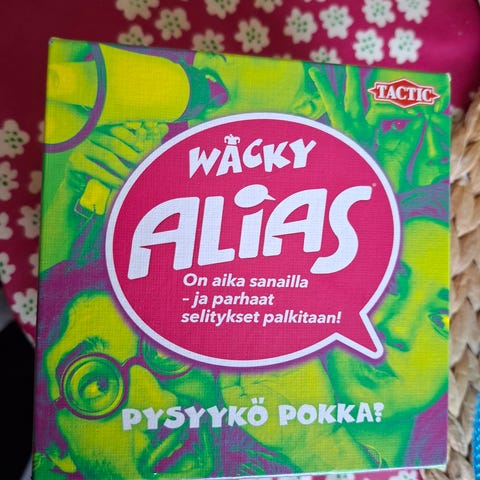 TACTIC
WACKY
ALiAS®
On aika sanailla
- ja parhaat
selitykset palkitaan!
PYSYYKÖ POKKA?